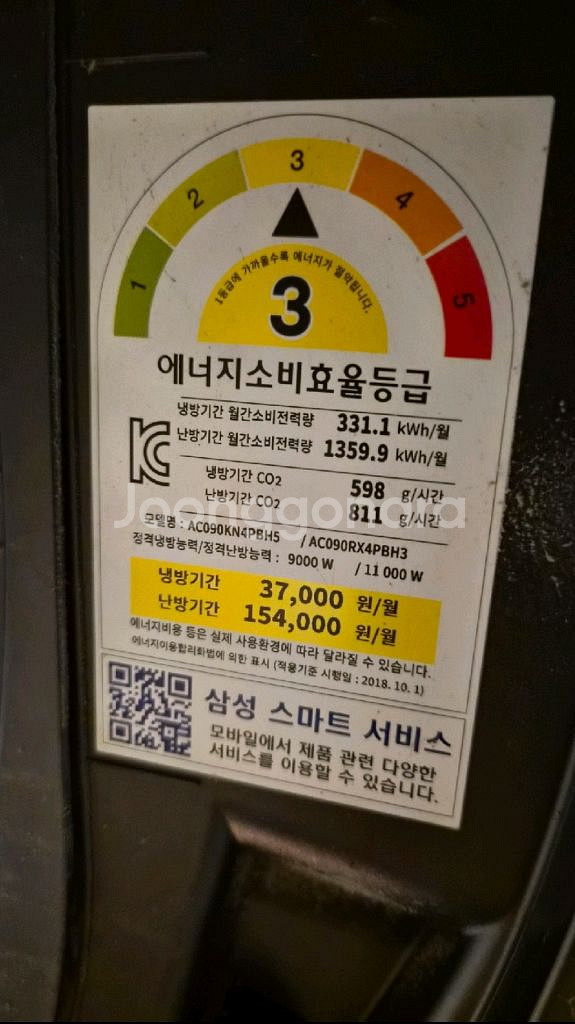 1
2
3
4
5
1등급에 가까울수록 에너지가 절약됩니다.
3
에너지소비효율등급
냉방기간 월간소비전력량 331.1 kWh/월
난방기간 월간소비전력량 1359.9 kWh/월
냉방기간 CO2 598 g/시간
난방기간 CO2 811 g/시간
Joonggonara
모델명 : AC090KN4PBH5 / AC090RX4PBH3
정격냉방능력/정격난방능력 : 9000 W / 11 000 W
냉방기간 37,000 원/월
난방기간 154,000 원/월
에너지비용 등은 실제 사용환경에 따라 달라질 수 있습니다.
에너지이용합리화법에 의한 표시 (적용기준 시행일 : 2018. 10. 1)
삼성 스마트 서비스
모바일에서 제품 관련 다양한
서비스를 이용할 수 있습니다.